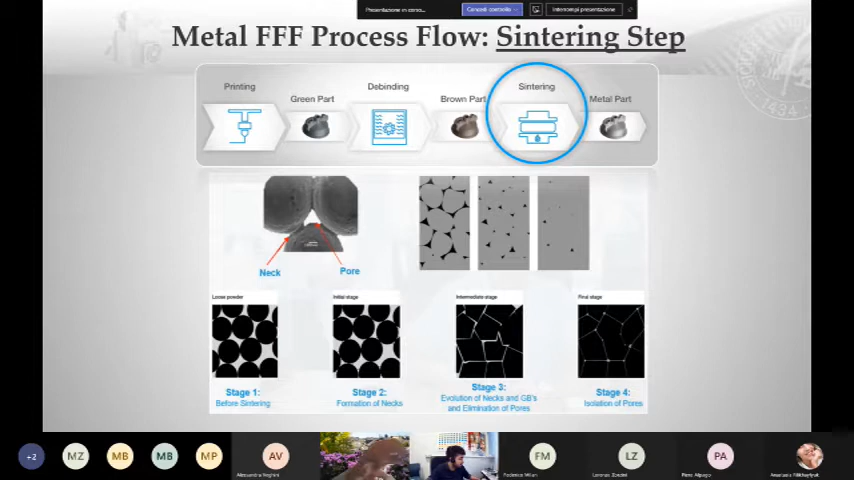 Presentazione in corso...
Concedi controllo
Interrompi presentazione
Metal FFF Process Flow: Sintering Step
Printing
Green Part
Debinding
Brown Part
Sintering
Metal Part
1434
Neck
Pore
Loose powder
Initial stage
Intermediate stage
Final stage
Stage 1:
Before Sintering
Stage 2:
Formation of Necks
Stage 3:
Evolution of Necks and GB's
and Elimination of Pores
Stage 4:
Isolation of Pores
+2
MZ
MB
MB
MP
AV
FM
LZ
PA